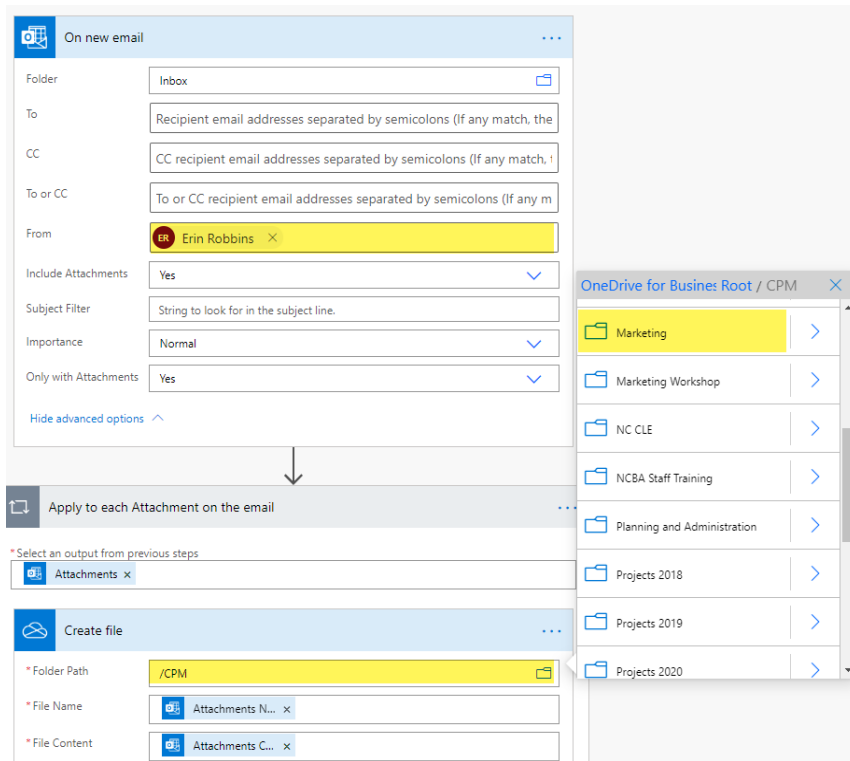 On new email
...
Folder
Inbox
To
Recipient email addresses separated by semicolons (If any match, the
CC
CC recipient email addresses separated by semicolons (If any match,
To or CC
To or CC recipient email addresses separated by semicolons (If any m
From
ER Erin Robbins ×
Include Attachments
Yes
Subject Filter
String to look for in the subject line.
Importance
Normal
Only with Attachments
Yes
Hide advanced options
Apply to each Attachment on the email
...
*Select an output from previous steps
Attachments ×
Create file
...
*Folder Path
/CPM
*File Name
Attachments N... ×
*File Content
Attachments C... ×
OneDrive for Busines Root / CPM
Marketing
Marketing Workshop
NC CLE
NCBA Staff Training
Planning and Administration
Projects 2018
Projects 2019
Projects 2020